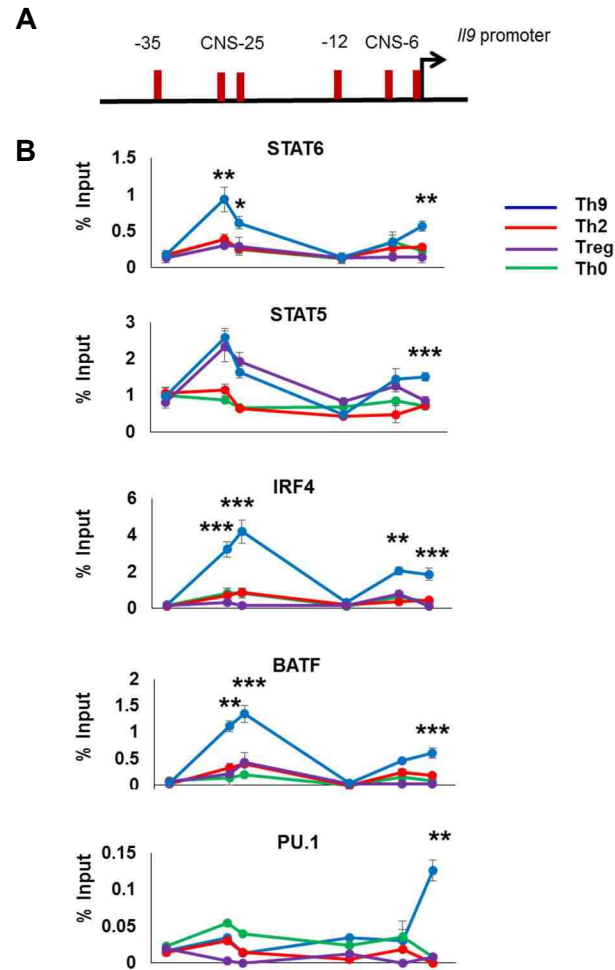 A
-35 CNS-25 -12 CNS-6 Il9 promoter
B
STAT6
% Input
1.5
1
0.5
0
** * **
Th9
Th2
Treg
Th0
STAT5
% Input
3
2
1
0
***
IRF4
% Input
6
4
2
0
*** *** ** ***
BATF
% Input
2
1.5
1
0.5
0
** *** ***
PU.1
% Input
0.15
0.1
0.05
0
**